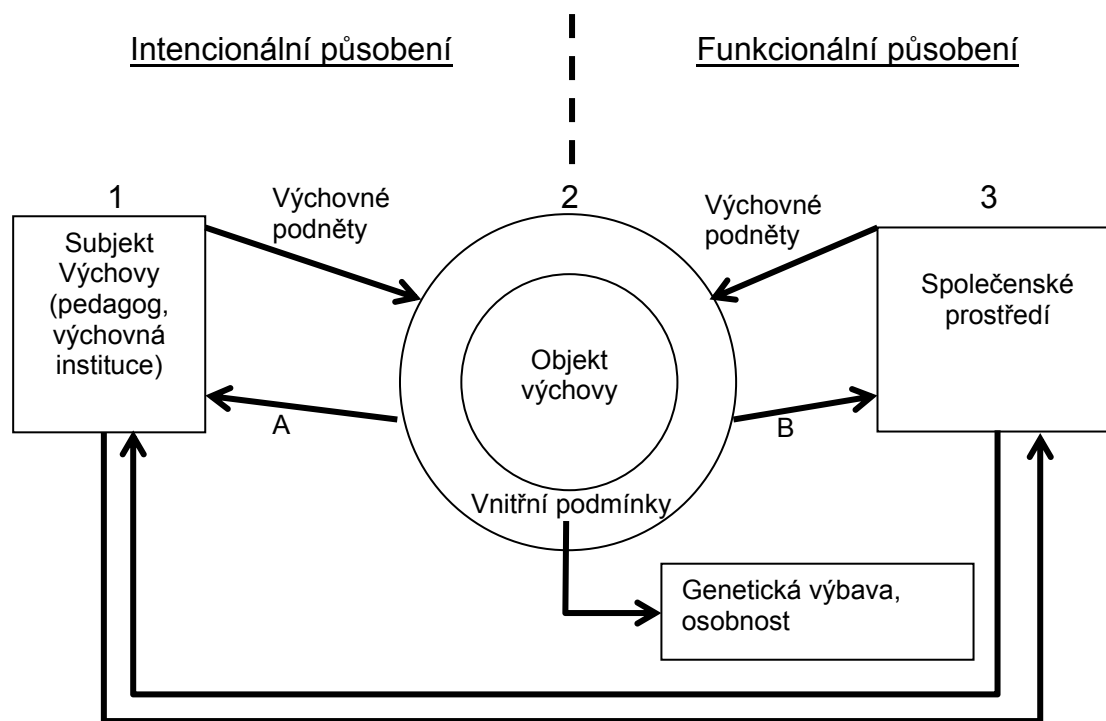 Intencionální působení
Funkcionální působení
1
Výchovné
podněty
2
Výchovné
podněty
3
Subjekt
Výchovy
(pedagog,
výchovná
instituce)
Objekt
výchovy
Společenské
prostředí
A
B
Vnitřní podmínky
Genetická výbava,
osobnost